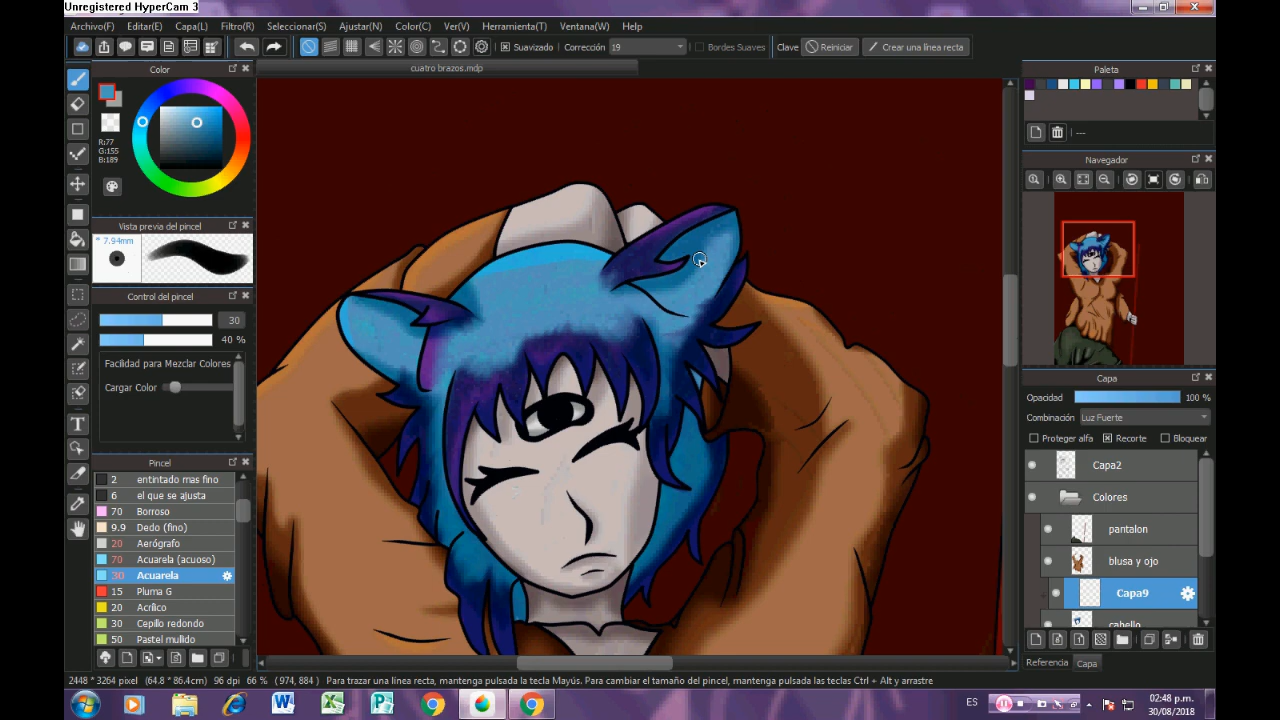 Unregistered HyperCam 3
Archivo(F) Editar(E) Capa(L) Filtro(R) Seleccionar(S) Ajustar(N) Color(C) Ver(V) Herramienta(T) Ventana(W) Help
Suavizado Corrección 19 Bordes Suaves Clave Reiniciar Crear una línea recta
Color
cuatro brazos.mdp
Paleta
R:77
G:155
B:189
---
Navegador
Vista previa del pincel
7.94mm
Control del pincel
30
40 %
Facilidad para Mezclar Colores
Cargar Color
Capa
Opacidad 100 %
Combinación Luz Fuerte
Proteger alfa Recorte Bloquear
Capa2
Colores
pantalon
blusa y ojo
Capa9
cabello
Referencia Capa
Pincel
2 entintado mas fino
6 el que se ajusta
70 Borroso
9.9 Dedo (fino)
20 Aerógrafo
70 Acuarela (acuoso)
30 Acuarela
15 Pluma G
20 Acrílico
30 Cepillo redondo
50 Pastel mullido
2448 * 3264 pixel (64.8 * 86.4cm) 96 dpi 66 % ( 974, 884 ) Para trazar una línea recta, mantenga pulsada la tecla Mayús. Para cambiar el tamaño del pincel, mantenga pulsadas las teclas Ctrl + Alt y arrastre
ES
02:48 p.m.
30/08/2018